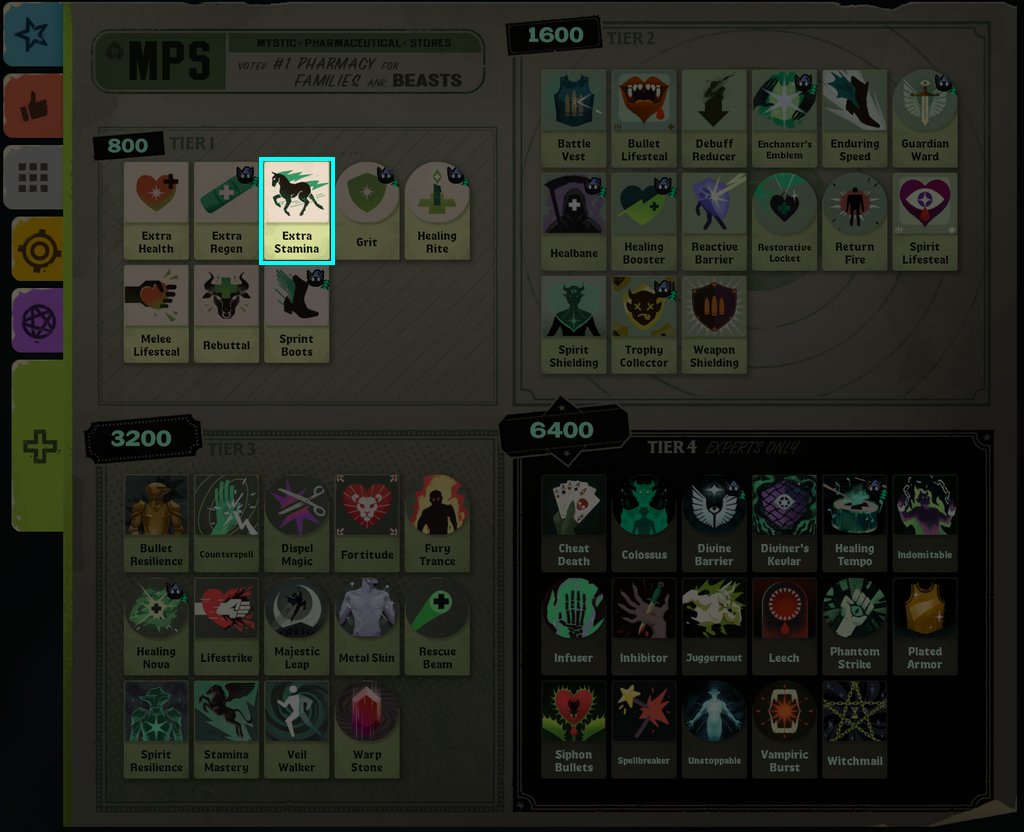 MPS
MYSTIC • PHARMACEUTICAL • STORES
VOTED #1 PHARMACY FOR
FAMILIES AND BEASTS
800
TIER 1
Extra
Health
Extra
Regen
Extra
Stamina
Grit
Healing
Rite
Melee
Lifesteal
Rebuttal
Sprint
Boots
1600
TIER 2
Battle
Vest
Bullet
Lifesteal
Debuff
Reducer
Enchanter's
Emblem
Enduring
Speed
Guardian
Ward
Healbane
Healing
Booster
Reactive
Barrier
Restorative
Locket
Return
Fire
Spirit
Lifesteal
Spirit
Shielding
Trophy
Collector
Weapon
Shielding
3200
TIER 3
Bullet
Resilience
Counterspell
Dispel
Magic
Fortitude
Fury
Trance
Healing
Nova
Lifestrike
Majestic
Leap
Metal Skin
Rescue
Beam
Spirit
Resilience
Stamina
Mastery
Veil
Walker
Warp
Stone
6400
TIER 4 EXPERTS ONLY
Cheat
Death
Colossus
Divine
Barrier
Diviner's
Kevlar
Healing
Tempo
Indomitable
Infuser
Inhibitor
Juggernaut
Leech
Phantom
Strike
Plated
Armor
Siphon
Bullets
Spellbreaker
Unstoppable
Vampiric
Burst
Witchmail